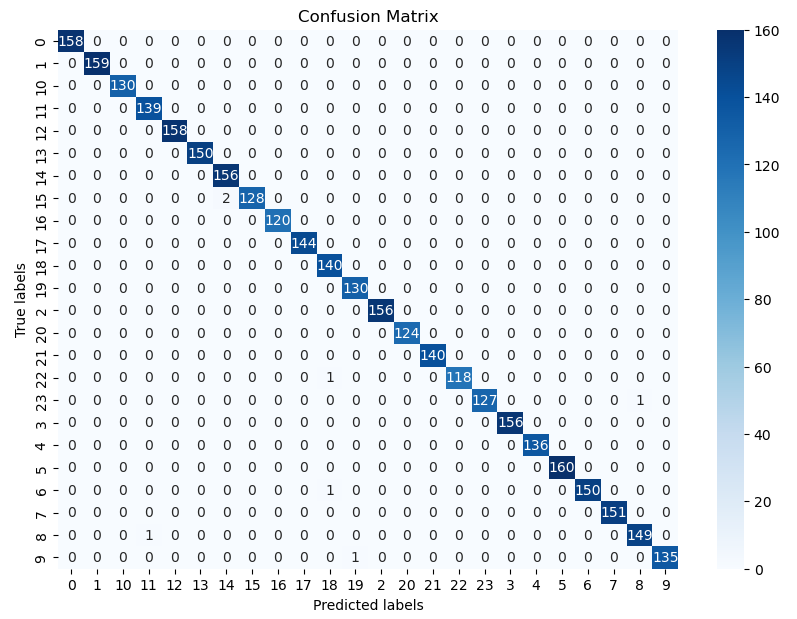 Confusion Matrix
0 158 0 0 0 0 0 0 0 0 0 0 0 0 0 0 0 0 0 0 0 0 0 0 0
1 0 159 0 0 0 0 0 0 0 0 0 0 0 0 0 0 0 0 0 0 0 0 0 0
10 0 0 130 0 0 0 0 0 0 0 0 0 0 0 0 0 0 0 0 0 0 0 0 0
11 0 0 0 139 0 0 0 0 0 0 0 0 0 0 0 0 0 0 0 0 0 0 0 0
12 0 0 0 0 158 0 0 0 0 0 0 0 0 0 0 0 0 0 0 0 0 0 0 0
13 0 0 0 0 0 150 0 0 0 0 0 0 0 0 0 0 0 0 0 0 0 0 0 0
14 0 0 0 0 0 0 156 0 0 0 0 0 0 0 0 0 0 0 0 0 0 0 0 0
15 0 0 0 0 0 0 2 128 0 0 0 0 0 0 0 0 0 0 0 0 0 0 0 0
16 0 0 0 0 0 0 0 0 120 0 0 0 0 0 0 0 0 0 0 0 0 0 0 0
17 0 0 0 0 0 0 0 0 0 144 0 0 0 0 0 0 0 0 0 0 0 0 0 0
18 0 0 0 0 0 0 0 0 0 0 140 0 0 0 0 0 0 0 0 0 0 0 0 0
19 0 0 0 0 0 0 0 0 0 0 0 130 0 0 0 0 0 0 0 0 0 0 0 0
2 0 0 0 0 0 0 0 0 0 0 0 0 156 0 0 0 0 0 0 0 0 0 0 0
20 0 0 0 0 0 0 0 0 0 0 0 0 0 124 0 0 0 0 0 0 0 0 0 0
21 0 0 0 0 0 0 0 0 0 0 0 0 0 0 140 0 0 0 0 0 0 0 0 0
22 0 0 0 0 0 0 0 0 0 0 1 0 0 0 0 118 0 0 0 0 0 0 0 0
23 0 0 0 0 0 0 0 0 0 0 0 0 0 0 0 0 127 0 0 0 0 0 1 0
3 0 0 0 0 0 0 0 0 0 0 0 0 0 0 0 0 0 156 0 0 0 0 0 0
4 0 0 0 0 0 0 0 0 0 0 0 0 0 0 0 0 0 0 136 0 0 0 0 0
5 0 0 0 0 0 0 0 0 0 0 0 0 0 0 0 0 0 0 0 160 0 0 0 0
6 0 0 0 0 0 0 0 0 0 0 1 0 0 0 0 0 0 0 0 0 150 0 0 0
7 0 0 0 0 0 0 0 0 0 0 0 0 0 0 0 0 0 0 0 0 0 151 0 0
8 0 0 0 1 0 0 0 0 0 0 0 0 0 0 0 0 0 0 0 0 0 0 149 0
9 0 0 0 0 0 0 0 0 0 0 0 1 0 0 0 0 0 0 0 0 0 0 0 135
0 1 10 11 12 13 14 15 16 17 18 19 2 20 21 22 23 3 4 5 6 7 8 9
Predicted labels
True labels
160
140
120
100
80
60
40
20
0